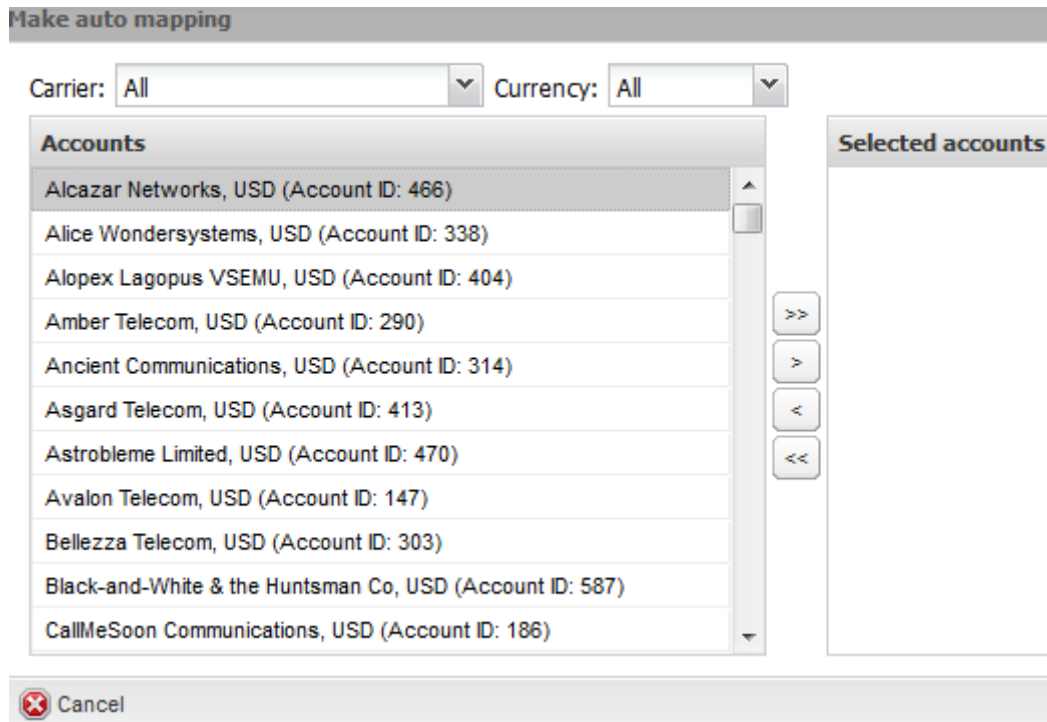 Make auto mapping
Carrier: All Currency: All
Accounts
Selected accounts
Alcazar Networks, USD (Account ID: 466)
Alice Wondersystems, USD (Account ID: 338)
Alopex Lagopus VSEMU, USD (Account ID: 404)
Amber Telecom, USD (Account ID: 290)
Ancient Communications, USD (Account ID: 314)
Asgard Telecom, USD (Account ID: 413)
Astrobleme Limited, USD (Account ID: 470)
Avalon Telecom, USD (Account ID: 147)
Bellezza Telecom, USD (Account ID: 303)
Black-and-White & the Huntsman Co, USD (Account ID: 587)
CallMeSoon Communications, USD (Account ID: 186)
>>
>
<
<<
Cancel